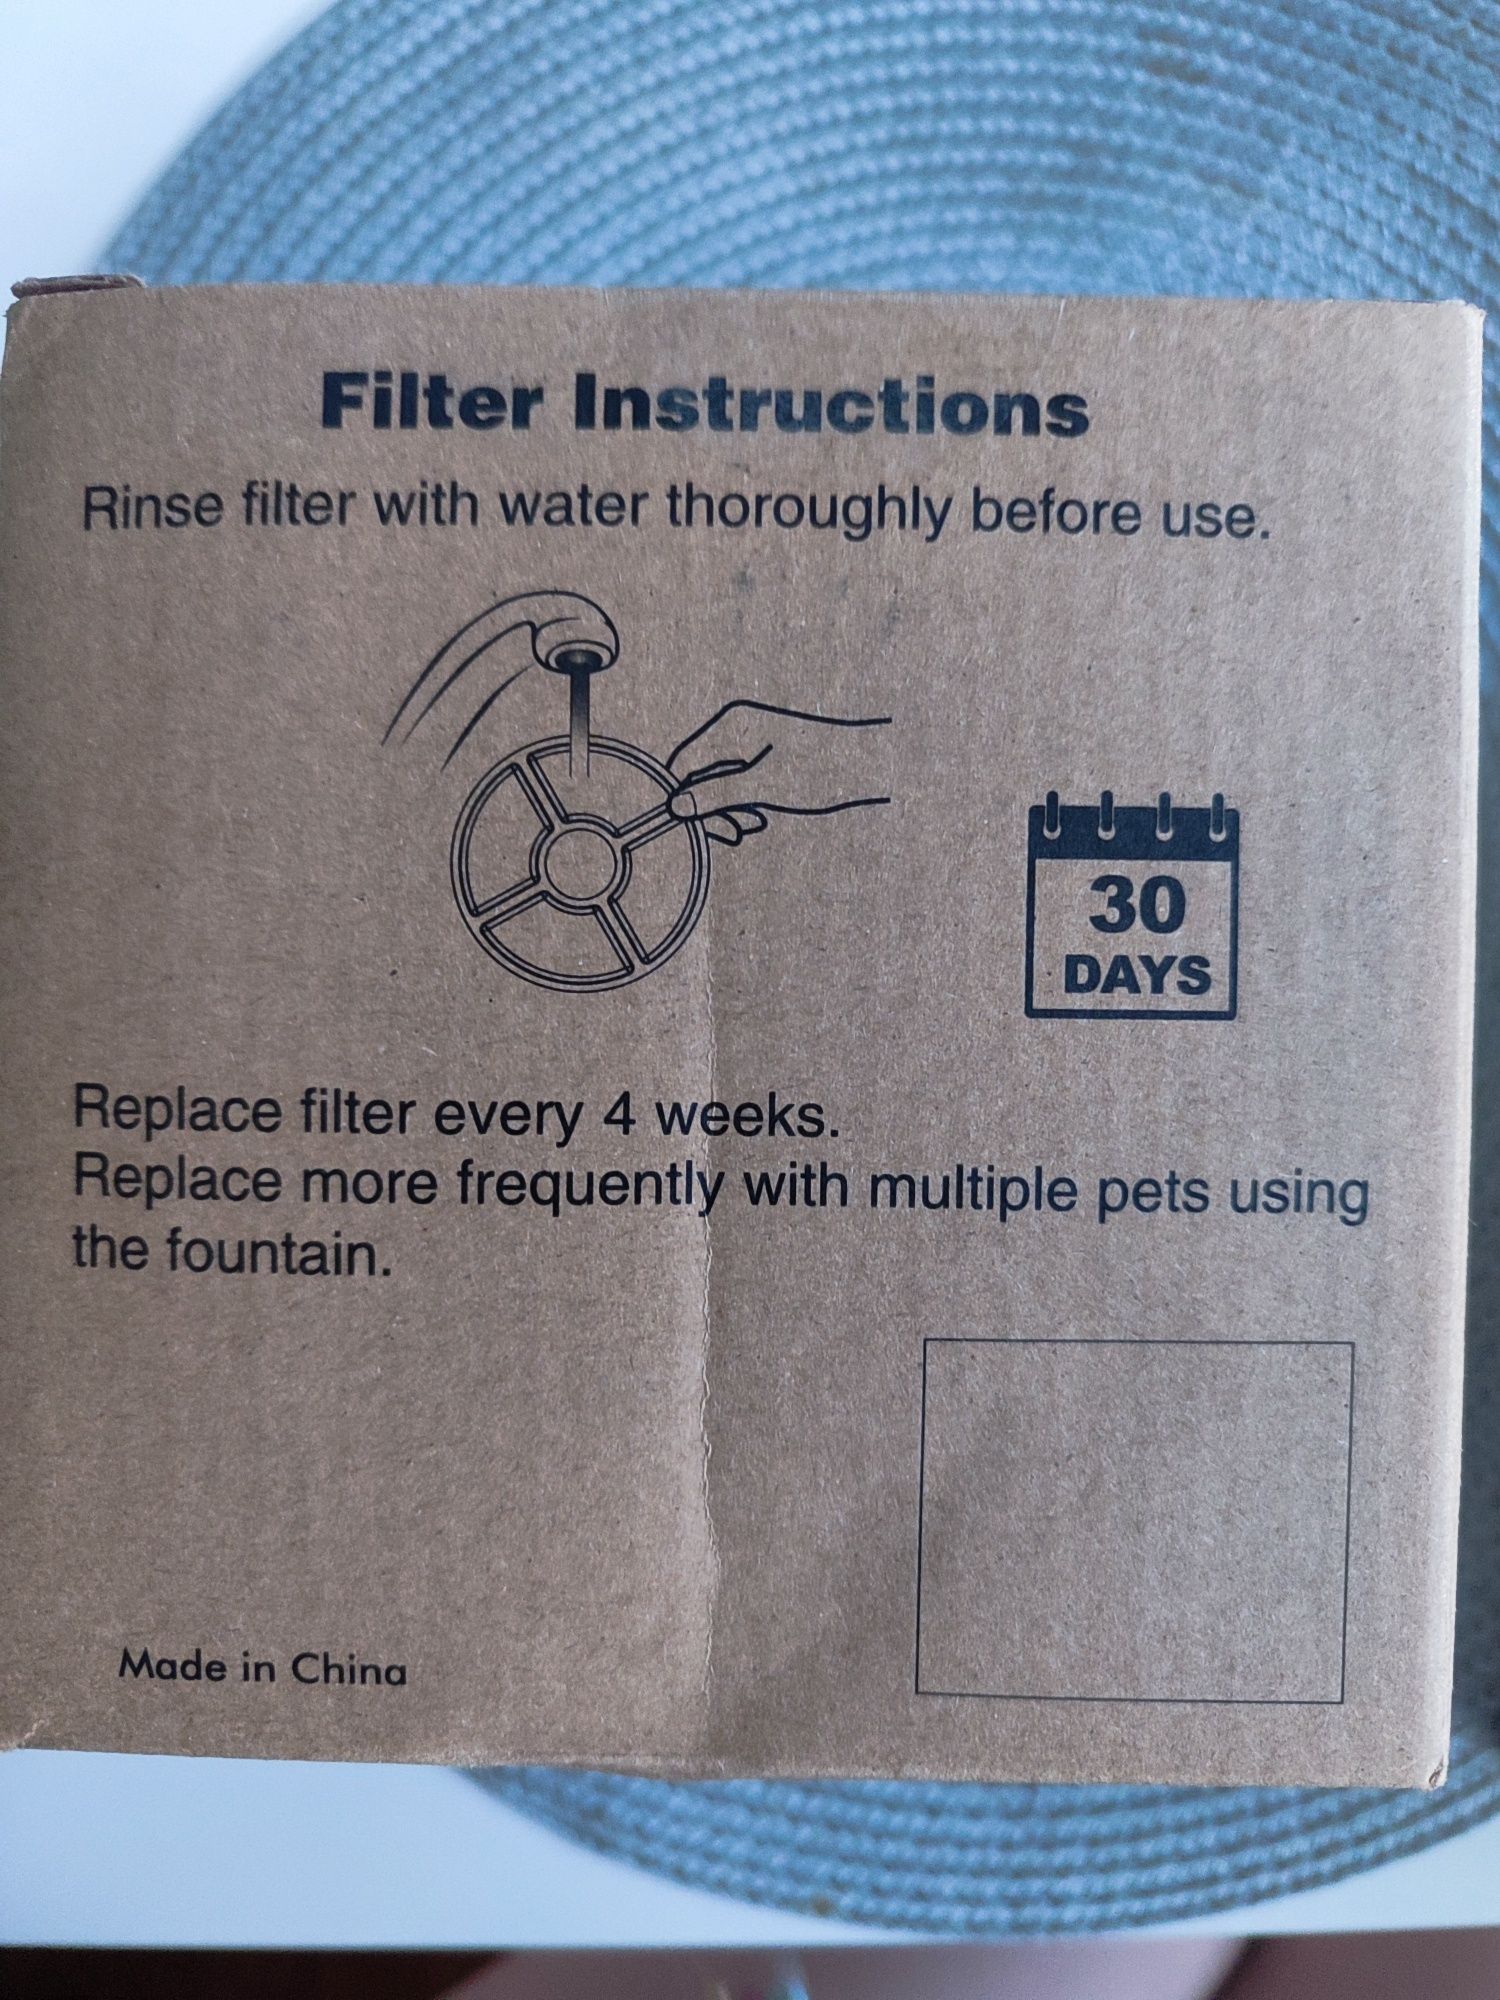 Filter Instructions
Rinse filter with water thoroughly before use.
30
DAYS
Replace filter every 4 weeks.
Replace more frequently with multiple pets using
the fountain.
Made in China